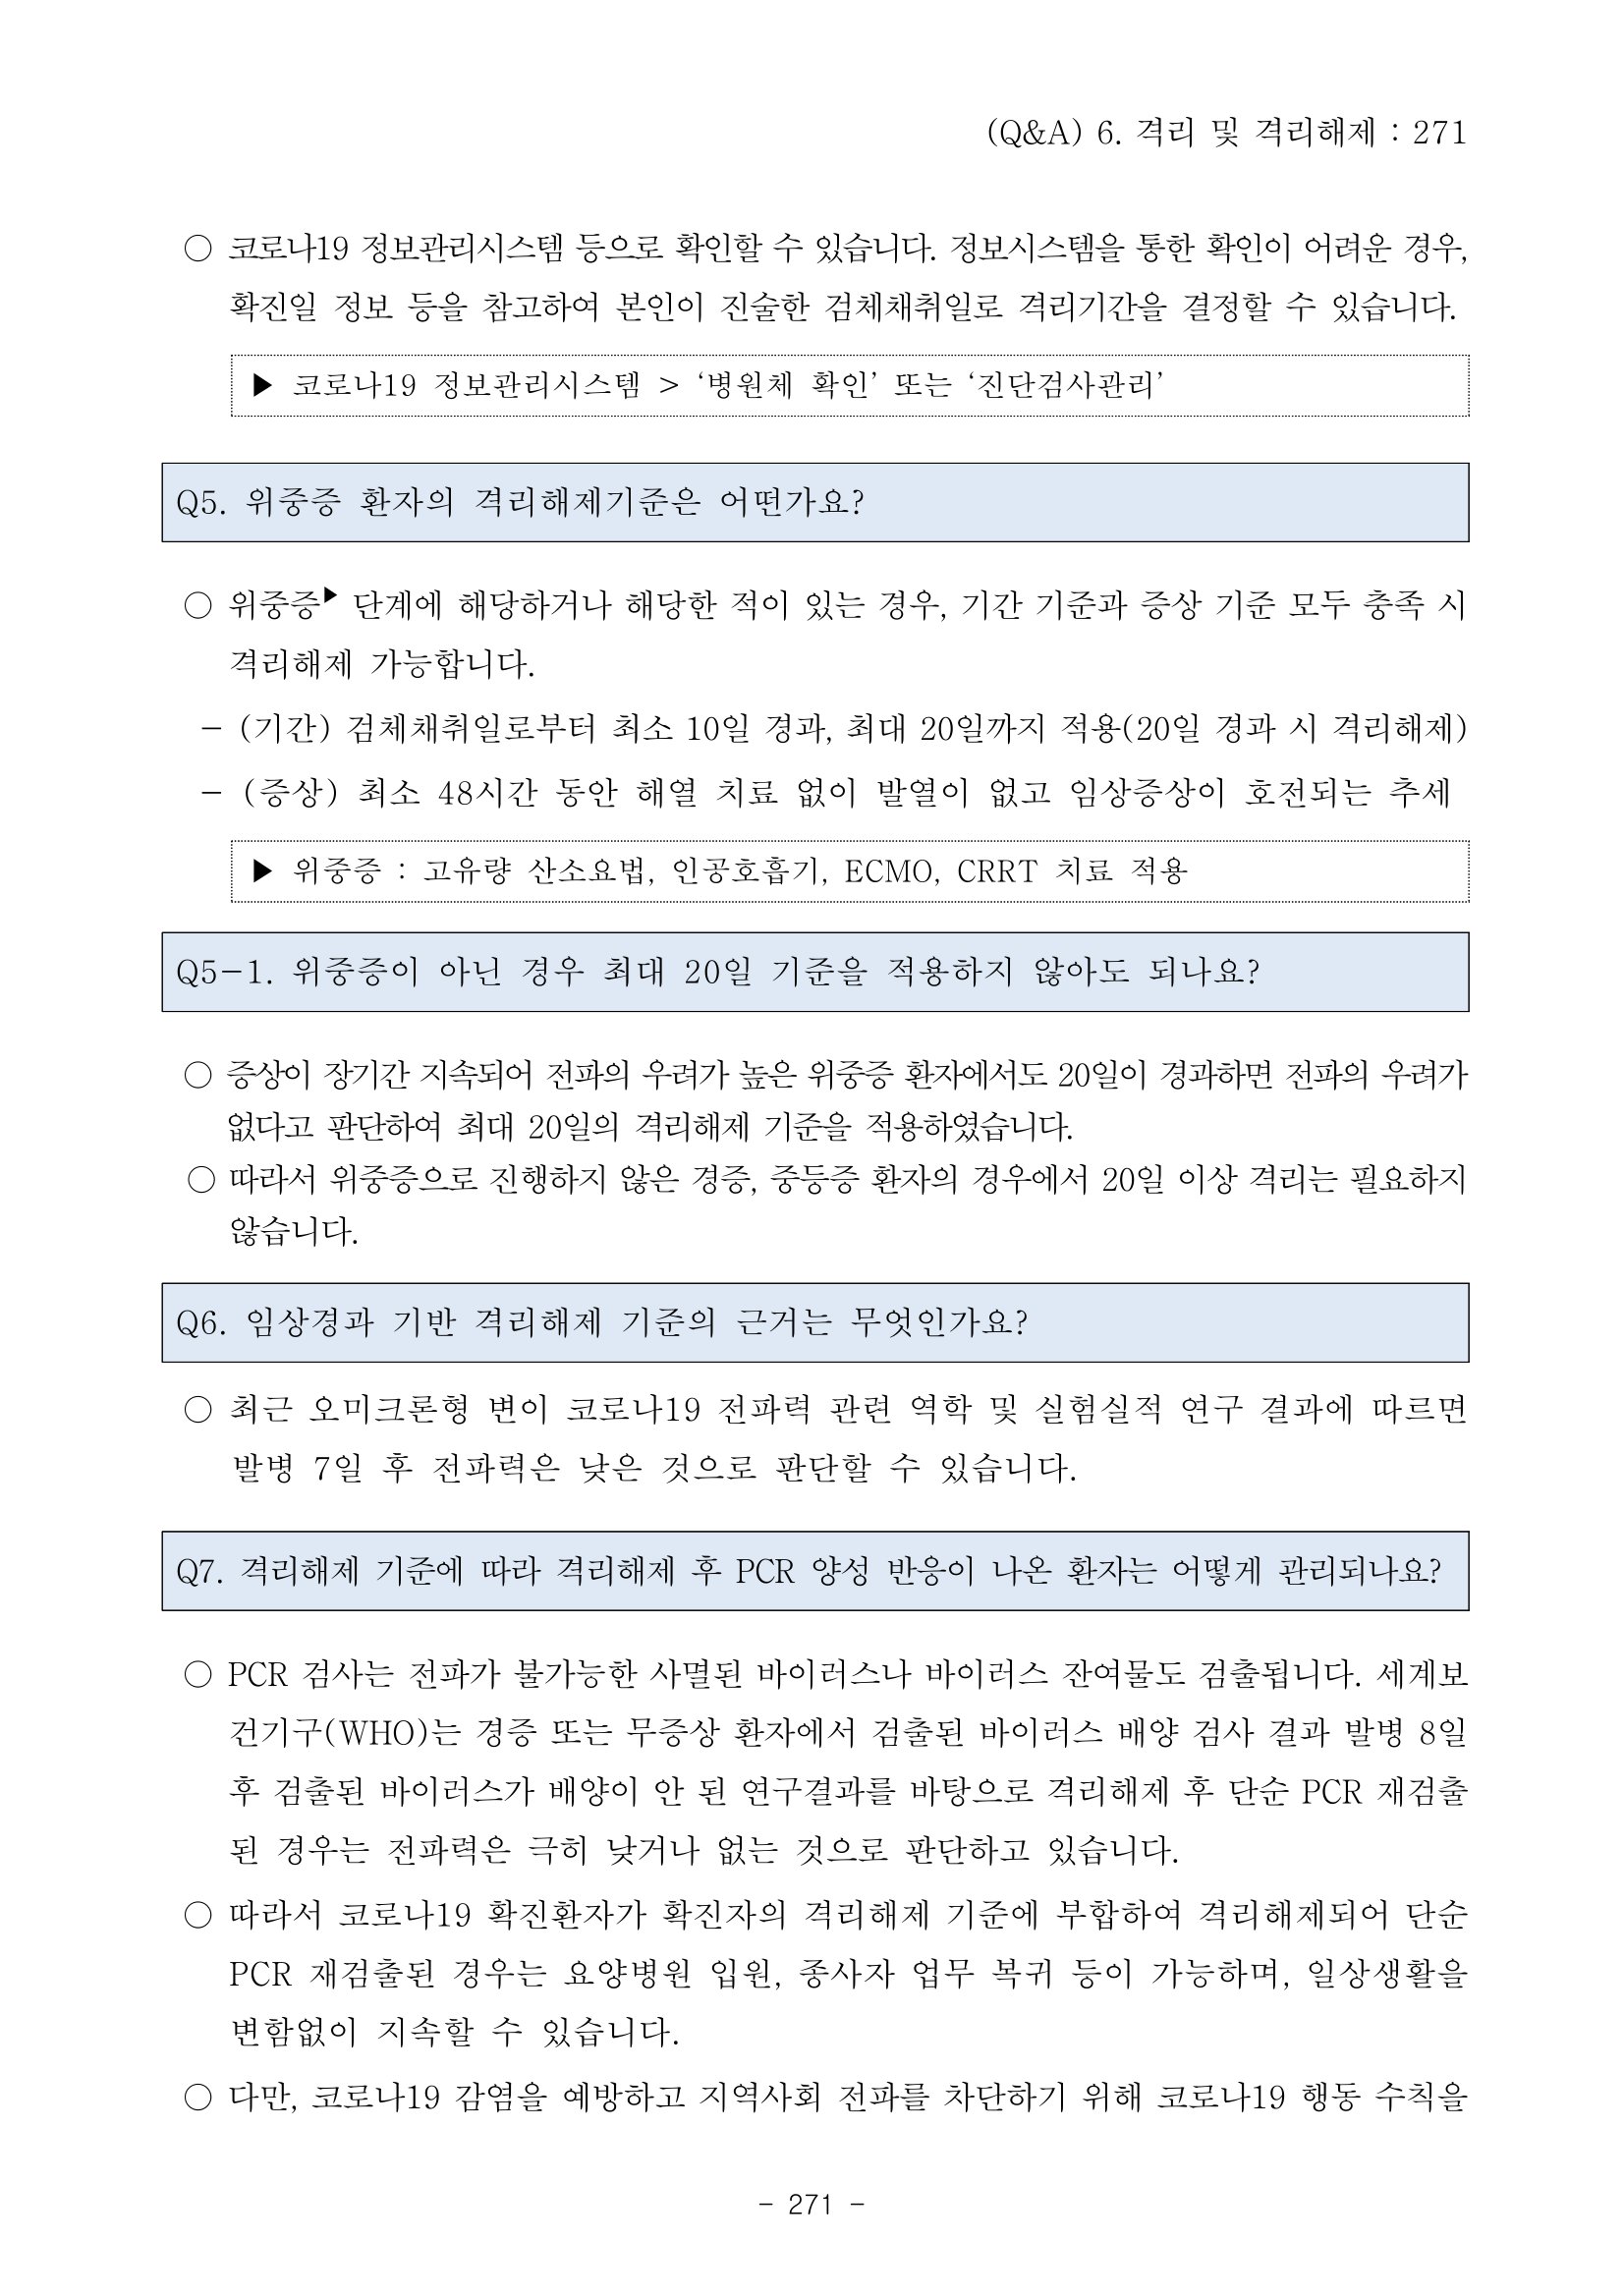 (Q&A) 6. 격리 및 격리해제 : 271
○ 코로나19 정보관리시스템 등으로 확인할 수 있습니다. 정보시스템을 통한 확인이 어려운 경우,
확진일 정보 등을 참고하여 본인이 진술한 검체채취일로 격리기간을 결정할 수 있습니다.
▶ 코로나19 정보관리시스템 > ‘병원체 확인’ 또는 ‘진단검사관리’
Q5. 위중증 환자의 격리해제기준은 어떤가요?
○ 위중증▶ 단계에 해당하거나 해당한 적이 있는 경우, 기간 기준과 증상 기준 모두 충족 시
격리해제 가능합니다.
- (기간) 검체채취일로부터 최소 10일 경과, 최대 20일까지 적용(20일 경과 시 격리해제)
- (증상) 최소 48시간 동안 해열 치료 없이 발열이 없고 임상증상이 호전되는 추세
▶ 위중증 : 고유량 산소요법, 인공호흡기, ECMO, CRRT 치료 적용
Q5-1. 위중증이 아닌 경우 최대 20일 기준을 적용하지 않아도 되나요?
○ 증상이 장기간 지속되어 전파의 우려가 높은 위중증 환자에서도 20일이 경과하면 전파의 우려가
없다고 판단하여 최대 20일의 격리해제 기준을 적용하였습니다.
○ 따라서 위중증으로 진행하지 않은 경증, 중등증 환자의 경우에서 20일 이상 격리는 필요하지
않습니다.
Q6. 임상경과 기반 격리해제 기준의 근거는 무엇인가요?
○ 최근 오미크론형 변이 코로나19 전파력 관련 역학 및 실험실적 연구 결과에 따르면
발병 7일 후 전파력은 낮은 것으로 판단할 수 있습니다.
Q7. 격리해제 기준에 따라 격리해제 후 PCR 양성 반응이 나온 환자는 어떻게 관리되나요?
○ PCR 검사는 전파가 불가능한 사멸된 바이러스나 바이러스 잔여물도 검출됩니다. 세계보
건기구(WHO)는 경증 또는 무증상 환자에서 검출된 바이러스 배양 검사 결과 발병 8일
후 검출된 바이러스가 배양이 안 된 연구결과를 바탕으로 격리해제 후 단순 PCR 재검출
된 경우는 전파력은 극히 낮거나 없는 것으로 판단하고 있습니다.
○ 따라서 코로나19 확진환자가 확진자의 격리해제 기준에 부합하여 격리해제되어 단순
PCR 재검출된 경우는 요양병원 입원, 종사자 업무 복귀 등이 가능하며, 일상생활을
변함없이 지속할 수 있습니다.
○ 다만, 코로나19 감염을 예방하고 지역사회 전파를 차단하기 위해 코로나19 행동 수칙을
- 271 -